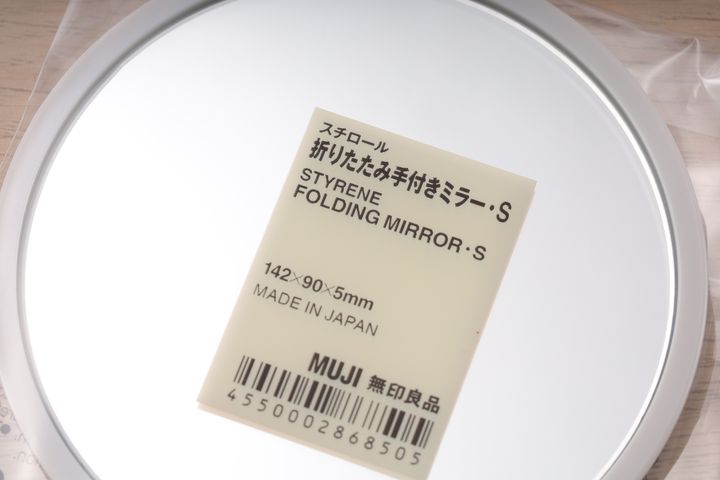 スチロール
折りたたみ手付きミラー・S
STYRENE
FOLDING MIRROR・S
142×90×5mm
MADE IN JAPAN
MUJI 無印良品
4550002868505